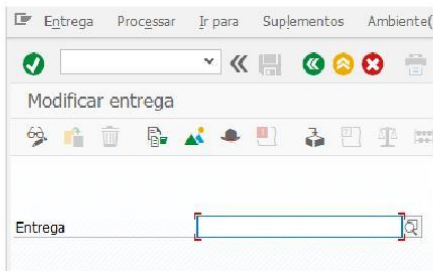 Entrega Processar Ir para Suplementos Ambiente(
Modificar entrega
Entrega